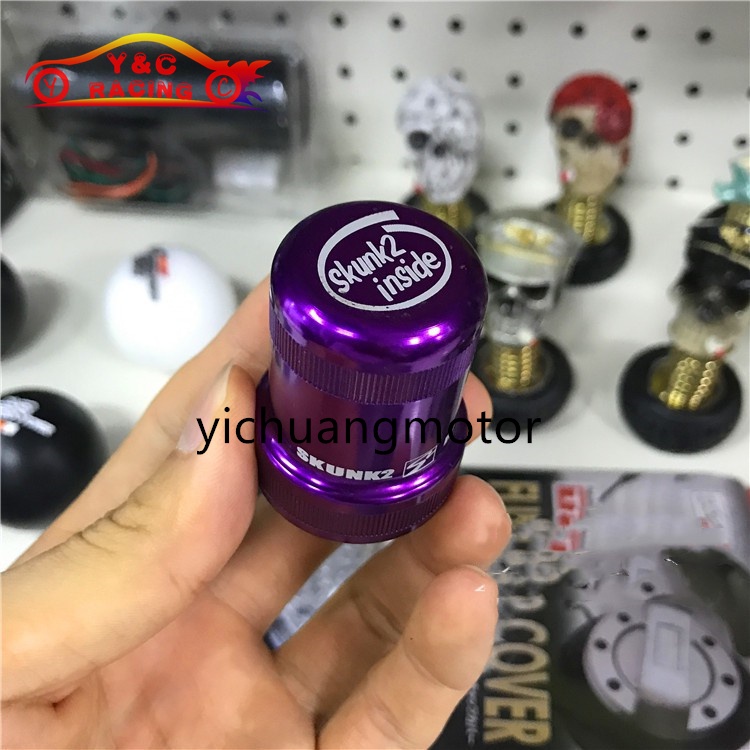 Y&C
RACING
skunk2
inside
yichuangmotor
SKUNK2
COVER